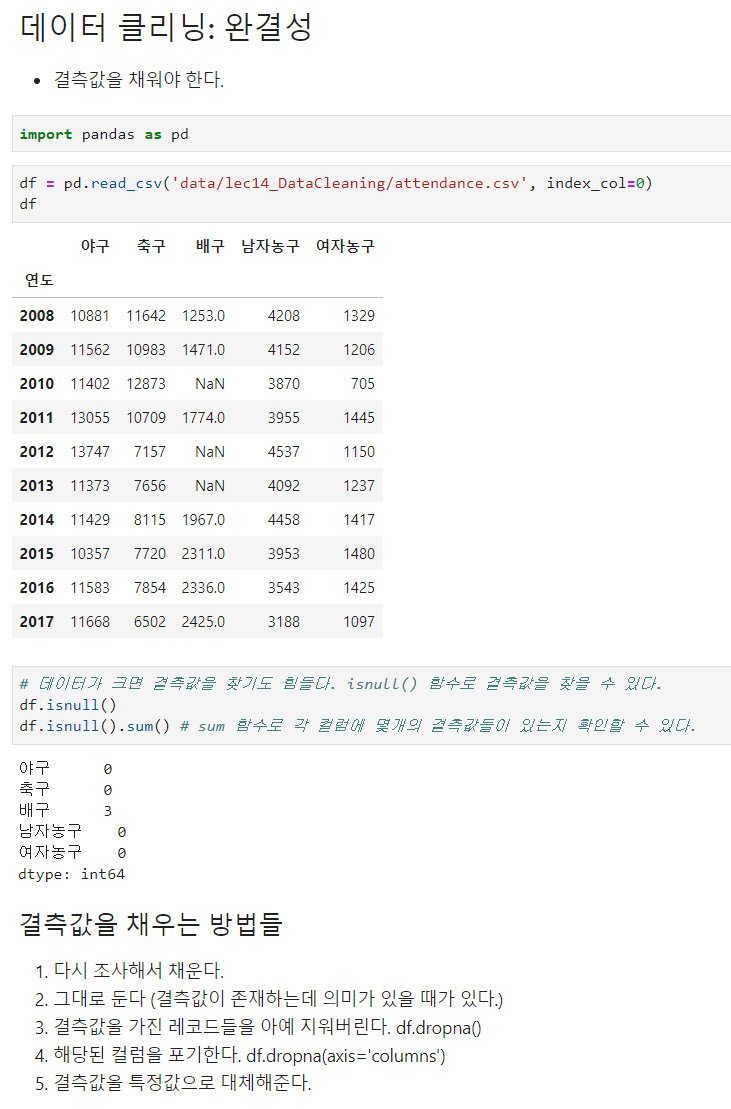 데이터 클리닝: 완결성
• 결측값을 채워야 한다.
import pandas as pd
df = pd.read_csv('data/lec14_DataCleaning/attendance.csv', index_col=0)
df
야구 축구 배구 남자농구 여자농구
연도
2008 10881 11642 1253.0 4208 1329
2009 11562 10983 1471.0 4152 1206
2010 11402 12873 NaN 3870 705
2011 13055 10709 1774.0 3955 1445
2012 13747 7157 NaN 4537 1150
2013 11373 7656 NaN 4092 1237
2014 11429 8115 1967.0 4458 1417
2015 10357 7720 2311.0 3953 1480
2016 11583 7854 2336.0 3543 1425
2017 11668 6502 2425.0 3188 1097
# 데이터가 크면 결측값을 찾기도 힘들다. isnull() 함수로 결측값을 찾을 수 있다.
df.isnull()
df.isnull().sum() # sum 함수로 각 컬럼에 몇개의 결측값들이 있는지 확인할 수 있다.
야구 0
축구 0
배구 3
남자농구 0
여자농구 0
dtype: int64
결측값을 채우는 방법들
1. 다시 조사해서 채운다.
2. 그대로 둔다 (결측값이 존재하는데 의미가 있을 때가 있다.)
3. 결측값을 가진 레코드들을 아예 지워버린다. df.dropna()
4. 해당된 컬럼을 포기한다. df.dropna(axis='columns')
5. 결측값을 특정값으로 대체해준다.